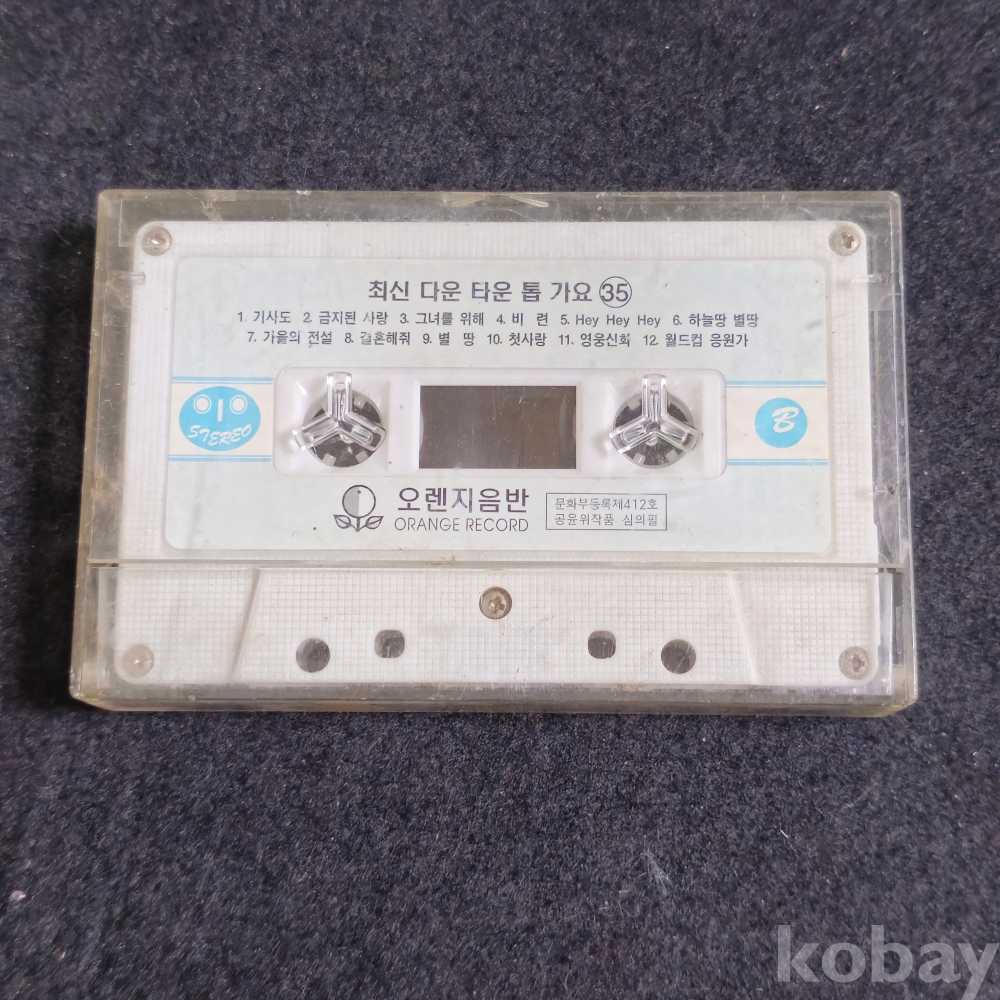 최신 다운 타운 톱 가요 35
1. 기사도 2. 금지된 사랑 3. 그녀를 위해 4. 비 련 5. Hey Hey Hey 6. 하늘땅 별땅
7. 가을의 전설 8. 결혼해줘 9. 별 땅 10. 첫사랑 11. 영웅신화 12. 월드컵 응원가
STEREO
B
오렌지음반
ORANGE RECORD
문화부등록제412호
공윤위작품 심의필
kobay